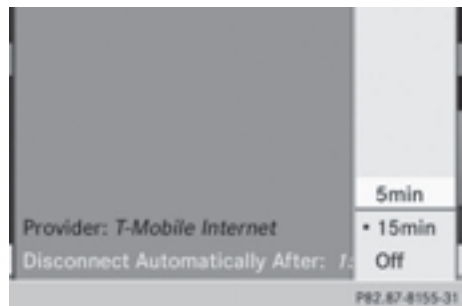 5min
Provider: T-Mobile Internet • 15min
Disconnect Automatically After: Off
P82.87-8155-31